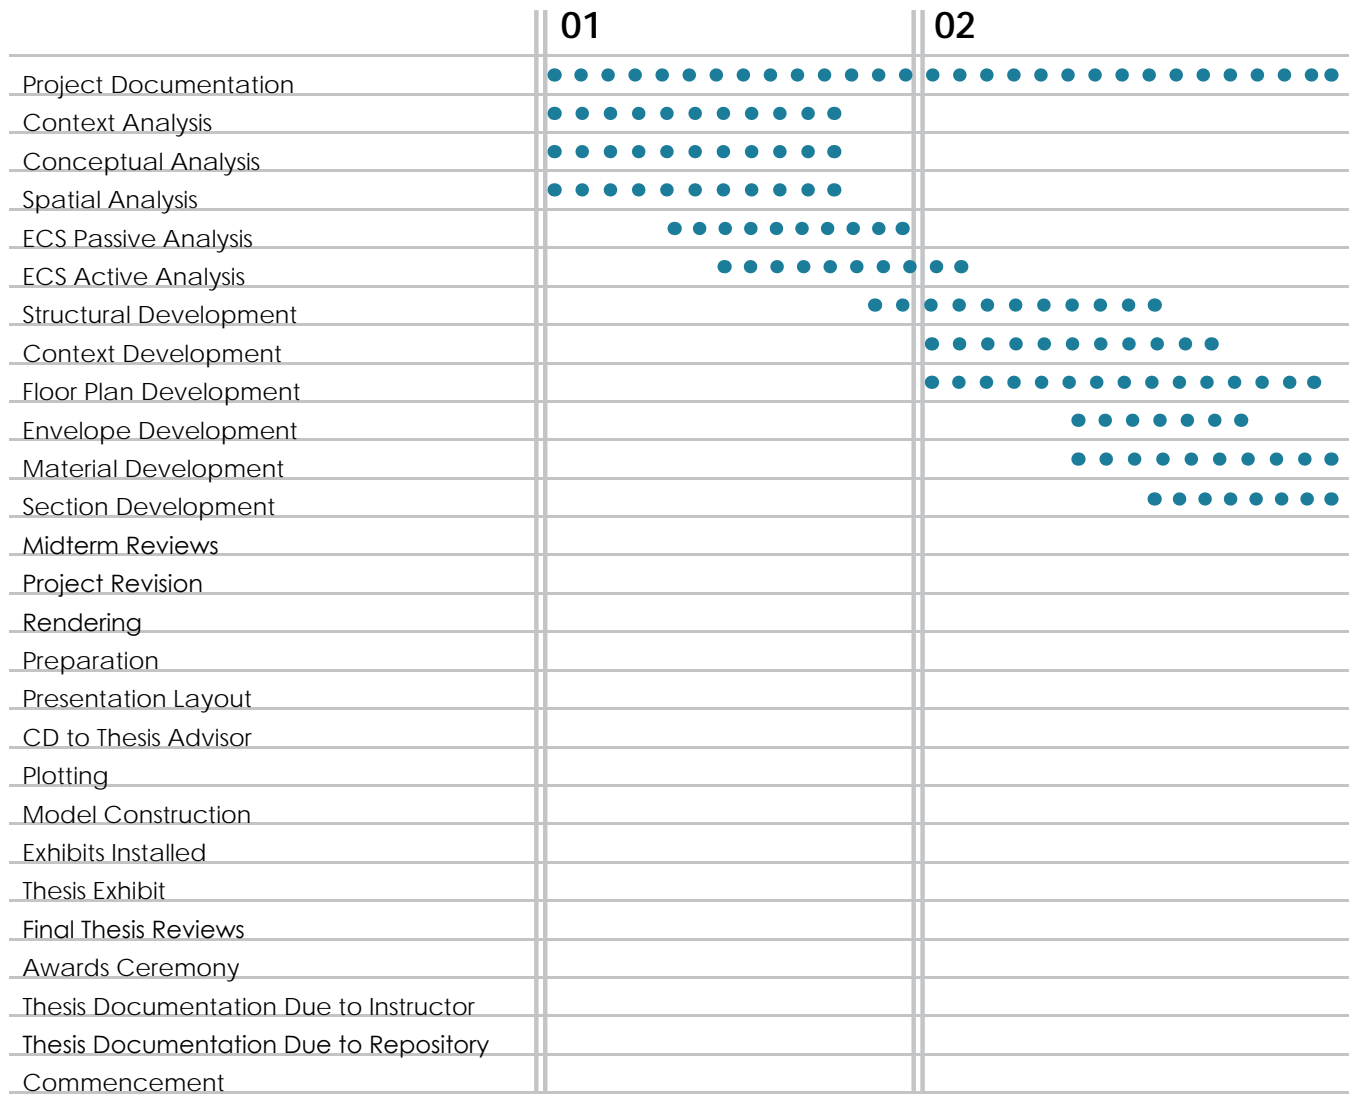 01 02
Project Documentation
Context Analysis
Conceptual Analysis
Spatial Analysis
ECS Passive Analysis
ECS Active Analysis
Structural Development
Context Development
Floor Plan Development
Envelope Development
Material Development
Section Development
Midterm Reviews
Project Revision
Rendering
Preparation
Presentation Layout
CD to Thesis Advisor
Plotting
Model Construction
Exhibits Installed
Thesis Exhibit
Final Thesis Reviews
Awards Ceremony
Thesis Documentation Due to Instructor
Thesis Documentation Due to Repository
Commencement